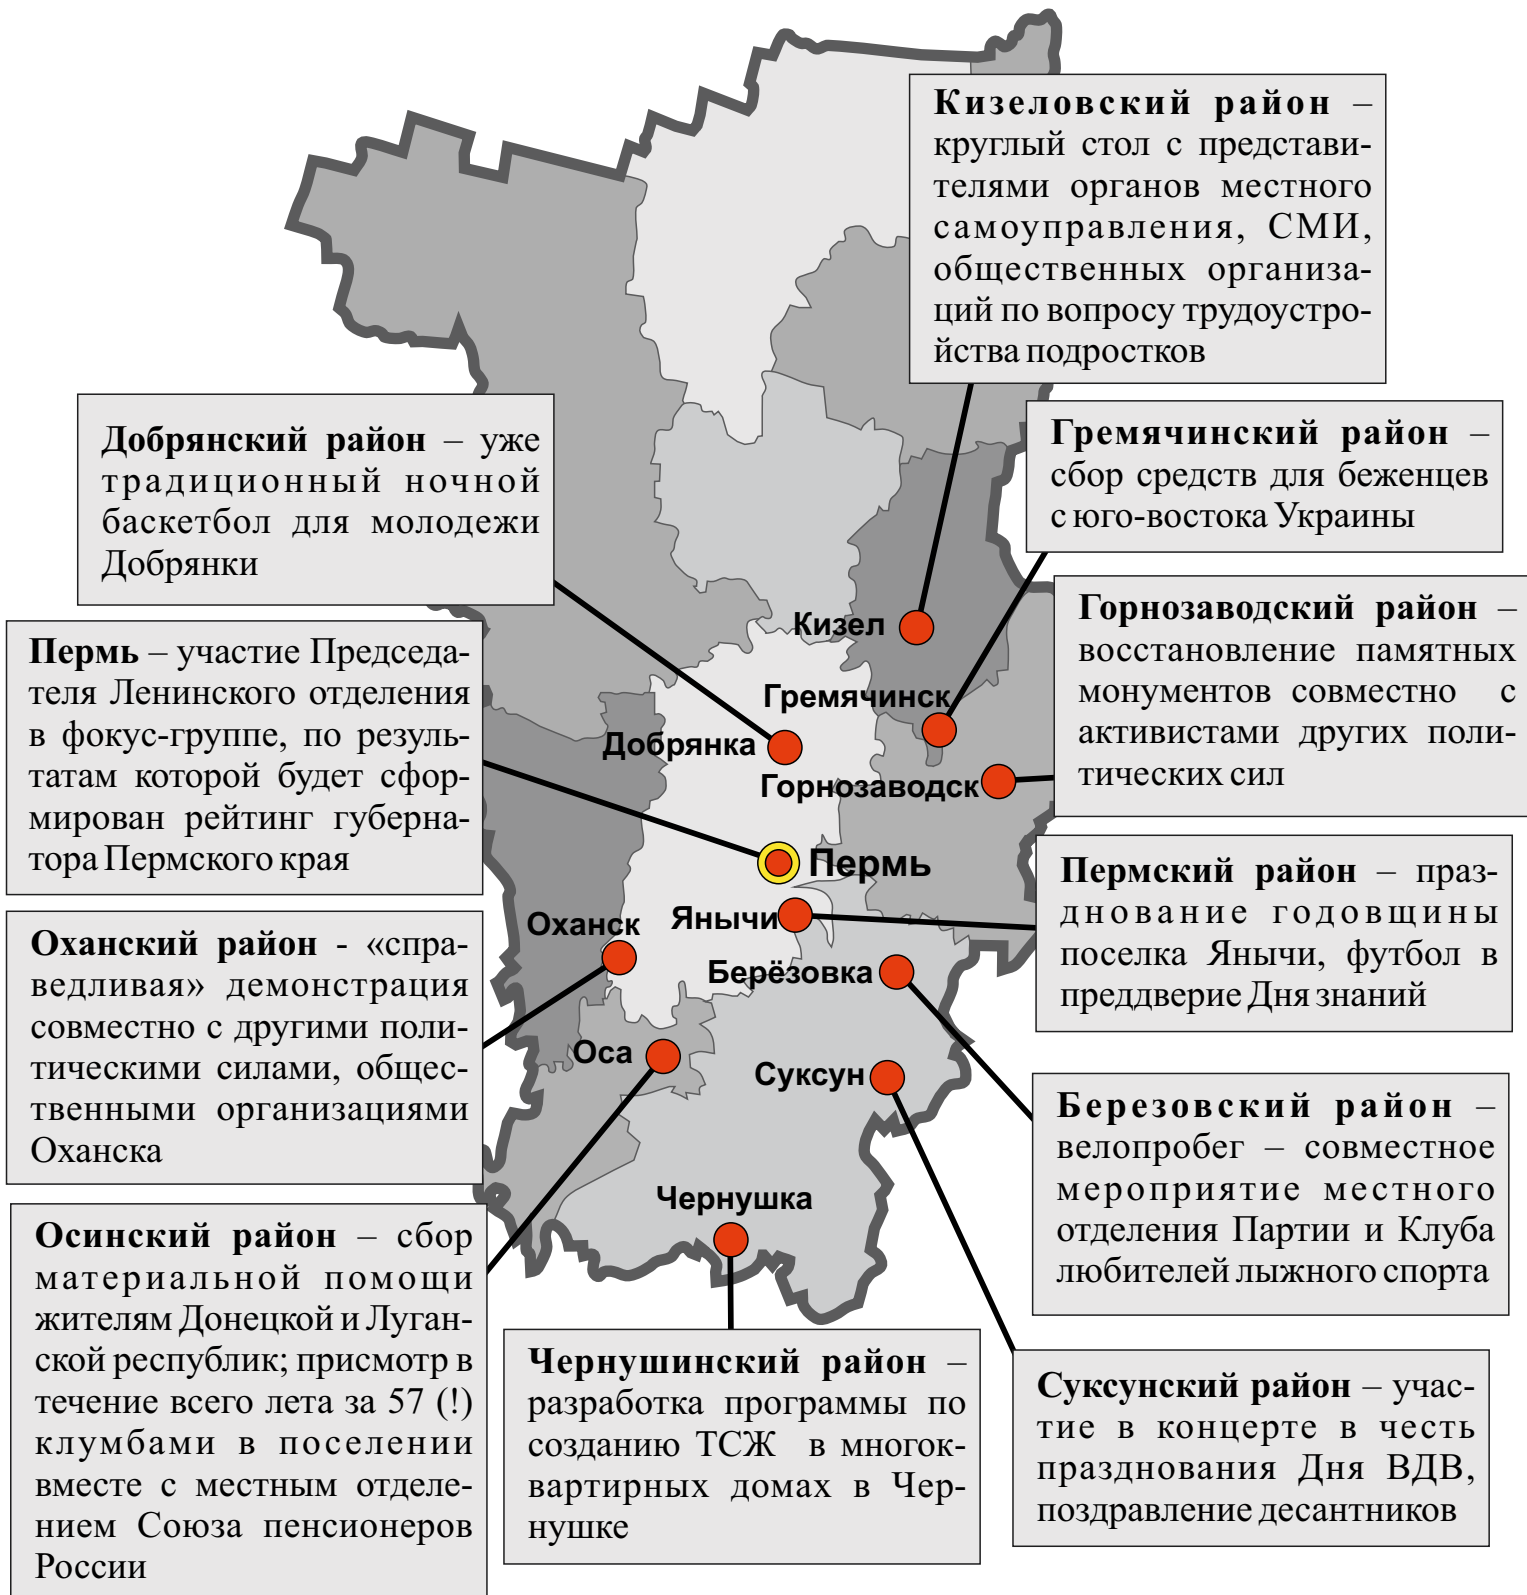 Кизеловский район –
круглый стол с представи-
телями органов местного
самоуправления, СМИ,
общественных организа-
ций по вопросу трудоустро-
йства подростков
Добрянский район – уже
традиционный ночной
баскетбол для молодежи
Добрянки
Гремячинский район –
сбор средств для беженцев
с юго-востока Украины
Горнозаводский район –
восстановление памятных
монументов совместно с
активистами других поли-
тических сил
Пермь – участие Председа-
теля Ленинского отделения
в фокус-группе, по резуль-
татам которой будет сфор-
мирован рейтинг губерна-
тора Пермского края
Кизел
Гремячинск
Добрянка
Горнозаводск
Пермь
Янычи
Оханск
Берёзовка
Оса
Суксун
Чернушка
Пермский район – праз-
днование годовщины
поселка Янычи, футбол в
преддверие Дня знаний
Оханский район - «спра-
ведливая» демонстрация
совместно с другими поли-
тическими силами, общес-
твенными организациями
Оханска
Березовский район –
велопробег – совместное
мероприятие местного
отделения Партии и Клуба
любителей лыжного спорта
Осинский район – сбор
материальной помощи
жителям Донецкой и Луган-
ской республик; присмотр в
течение всего лета за 57 (!)
клумбами в поселении
вместе с местным отделе-
нием Союза пенсионеров
России
Чернушинский район –
разработка программы по
созданию ТСЖ в многок-
вартирных домах в Чер-
нушке
Суксунский район – учас-
тие в концерте в честь
празднования Дня ВДВ,
поздравление десантников